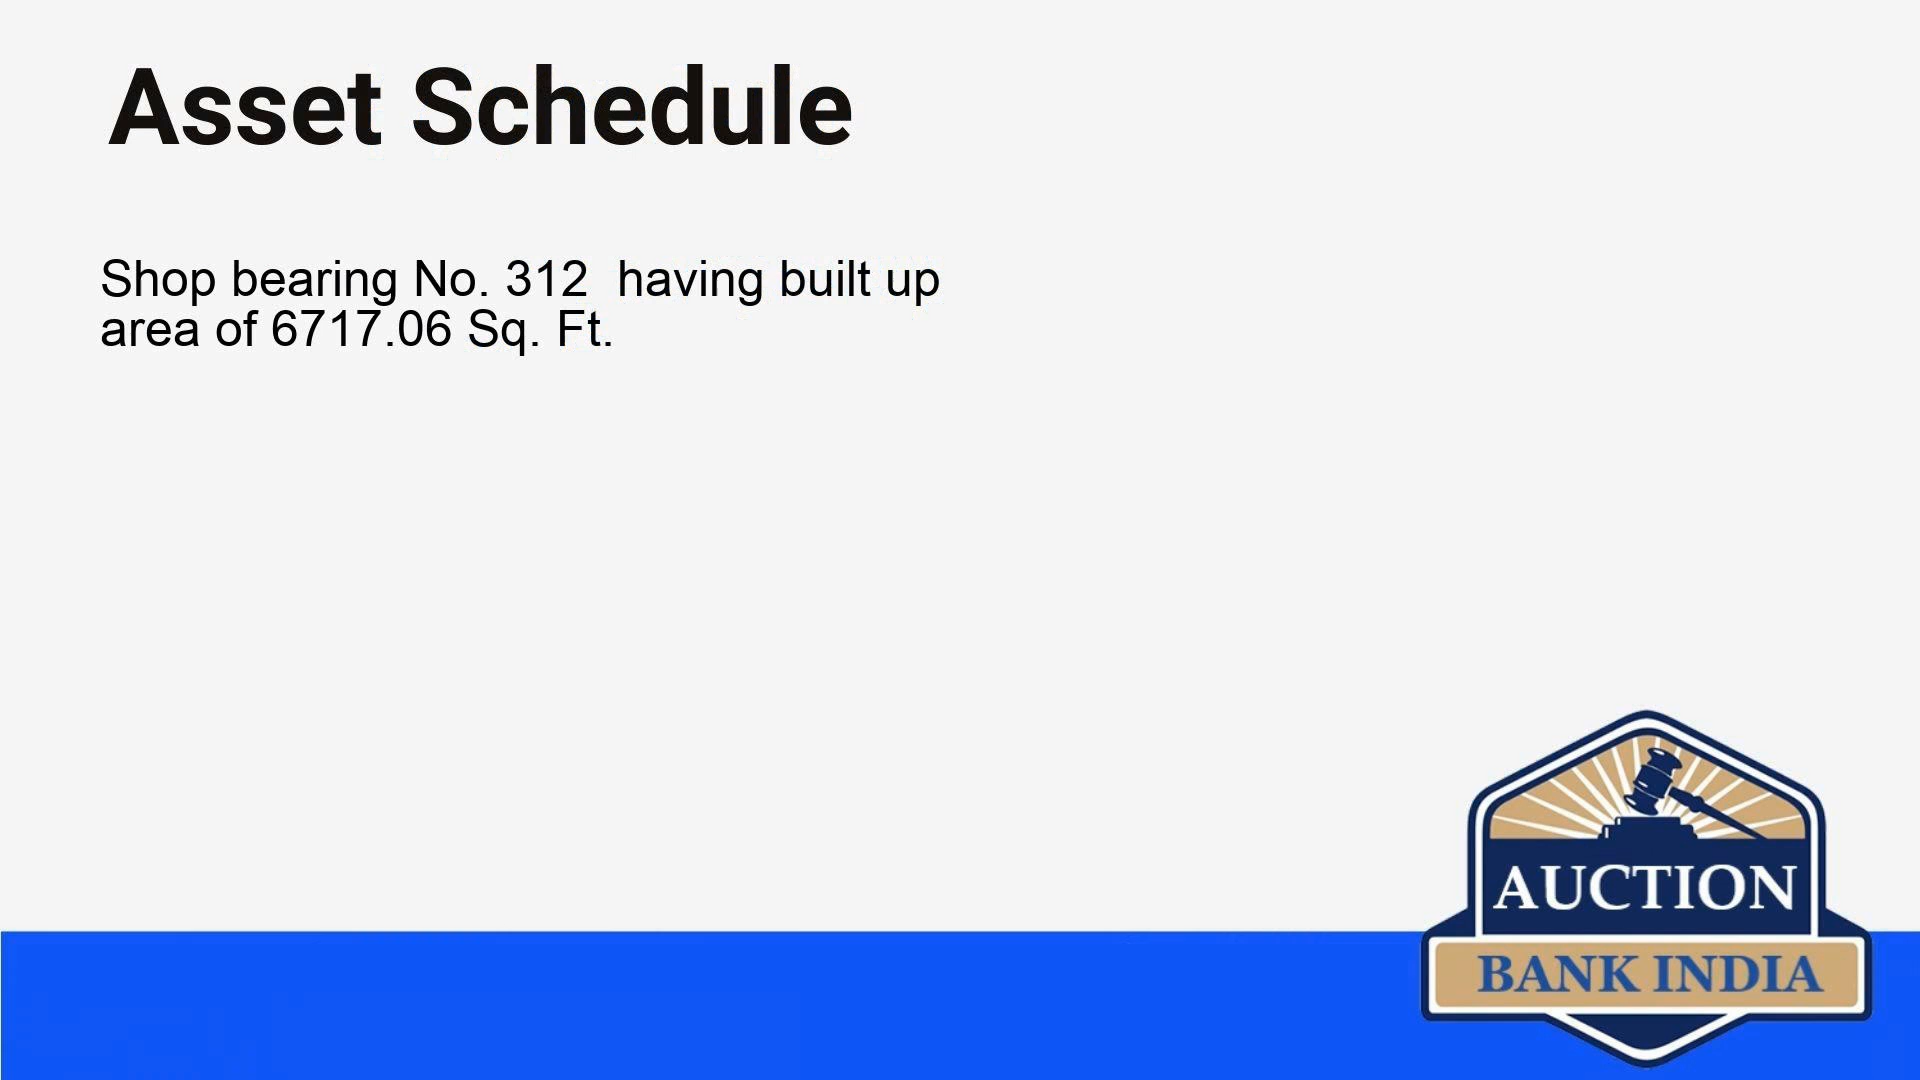 Asset Schedule
Shop bearing No. 312  having built up
area of 6717.06 Sq. Ft.
AUCTION
BANK INDIA